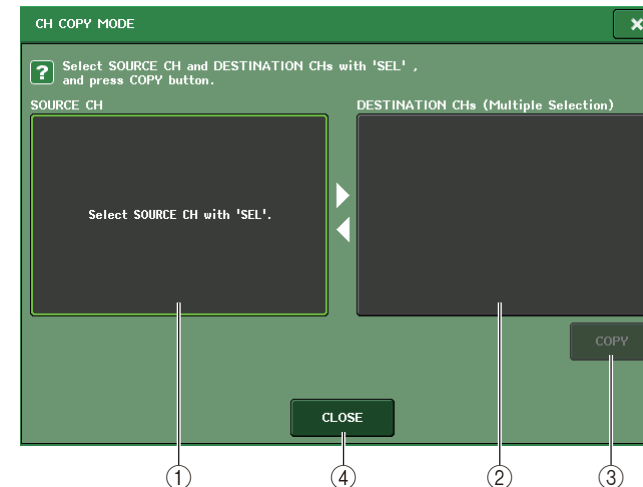 CH COPY MODE
? Select SOURCE CH and DESTINATION CHs with 'SEL' ,
and press COPY button.
SOURCE CH
DESTINATION CHs (Multiple Selection)
Select SOURCE CH with 'SEL'.
COPY
CLOSE
① ④ ② ③